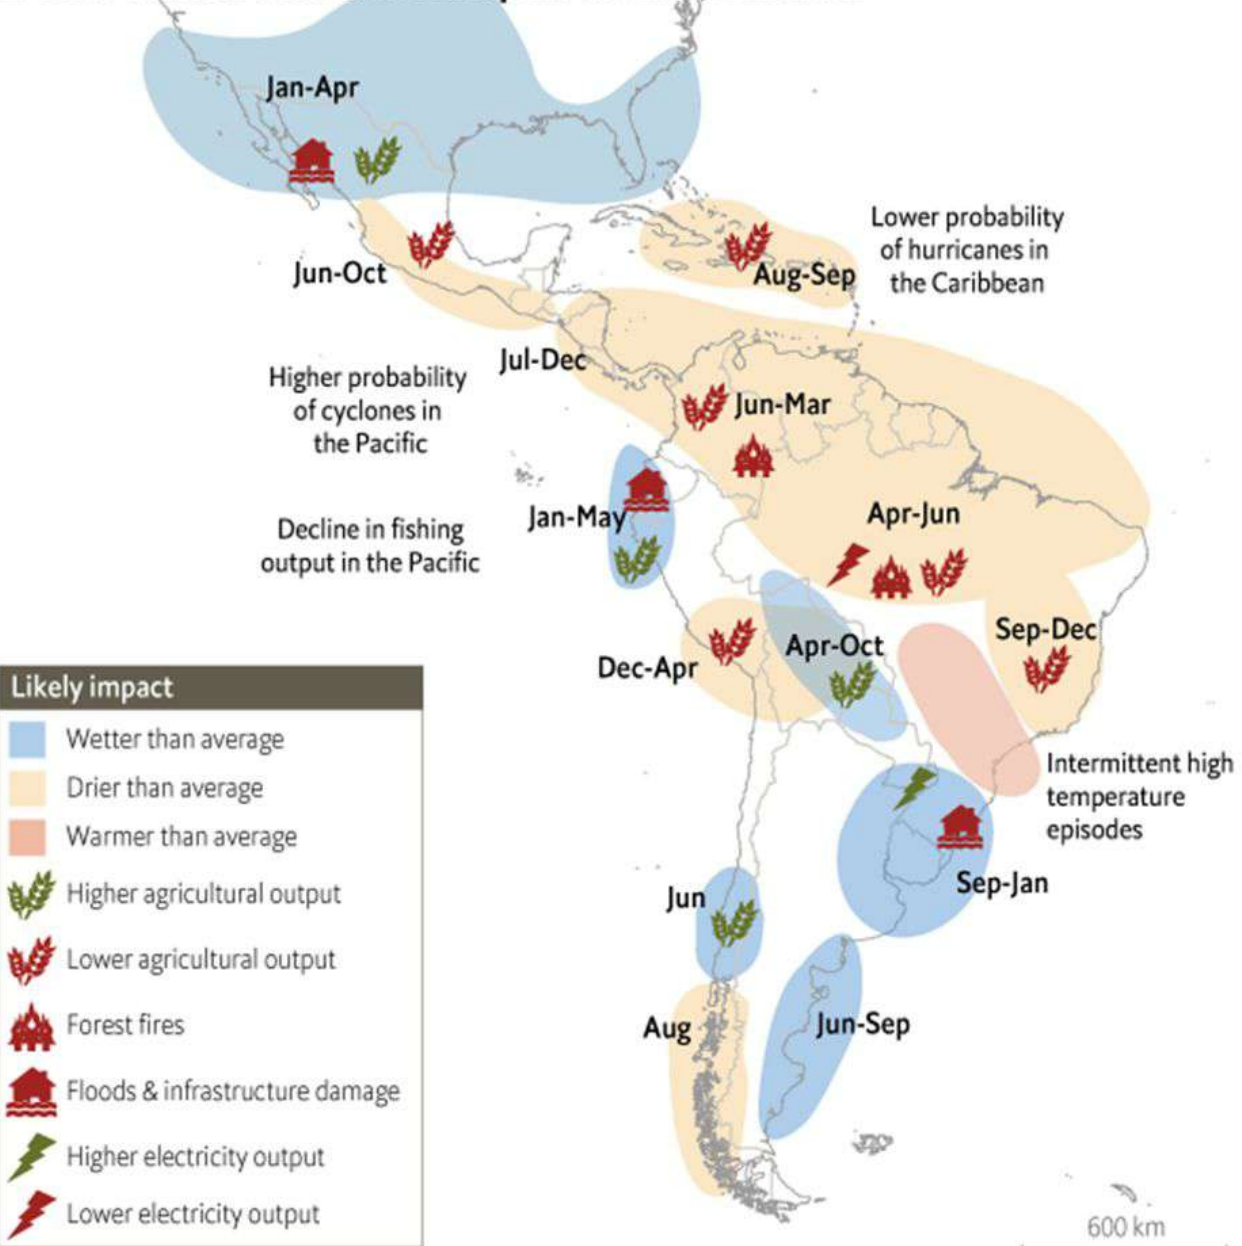 Jan-Apr
Jun-Oct
Aug-Sep
Lower probability
of hurricanes in
the Caribbean
Jul-Dec
Higher probability
of cyclones in
the Pacific
Jun-Mar
Jan-May
Decline in fishing
output in the Pacific
Apr-Jun
Sep-Dec
Apr-Oct
Dec-Apr
Intermittent high
temperature
episodes
Sep-Jan
Jun
Aug
Jun-Sep
Likely impact
Wetter than average
Drier than average
Warmer than average
Higher agricultural output
Lower agricultural output
Forest fires
Floods & infrastructure damage
Higher electricity output
Lower electricity output
600 km